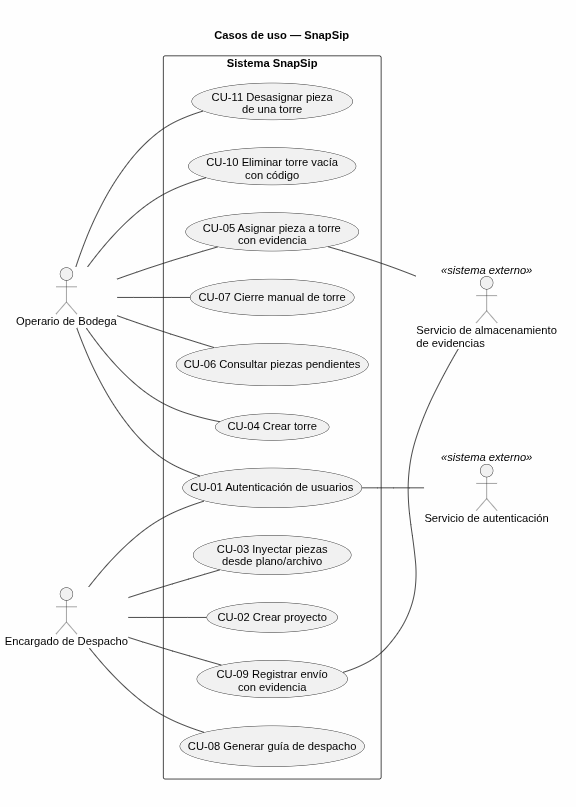 Casos de uso — SnapSip
Sistema SnapSip
CU-11 Desasignar pieza
de una torre
CU-10 Eliminar torre vacía
con código
CU-05 Asignar pieza a torre
con evidencia
«sistema externo»
Servicio de almacenamiento
de evidencias
CU-07 Cierre manual de torre
Operario de Bodega
CU-06 Consultar piezas pendientes
CU-04 Crear torre
«sistema externo»
Servicio de autenticación
CU-01 Autenticación de usuarios
CU-03 Inyectar piezas
desde plano/archivo
CU-02 Crear proyecto
Encargado de Despacho
CU-09 Registrar envío
con evidencia
CU-08 Generar guía de despacho